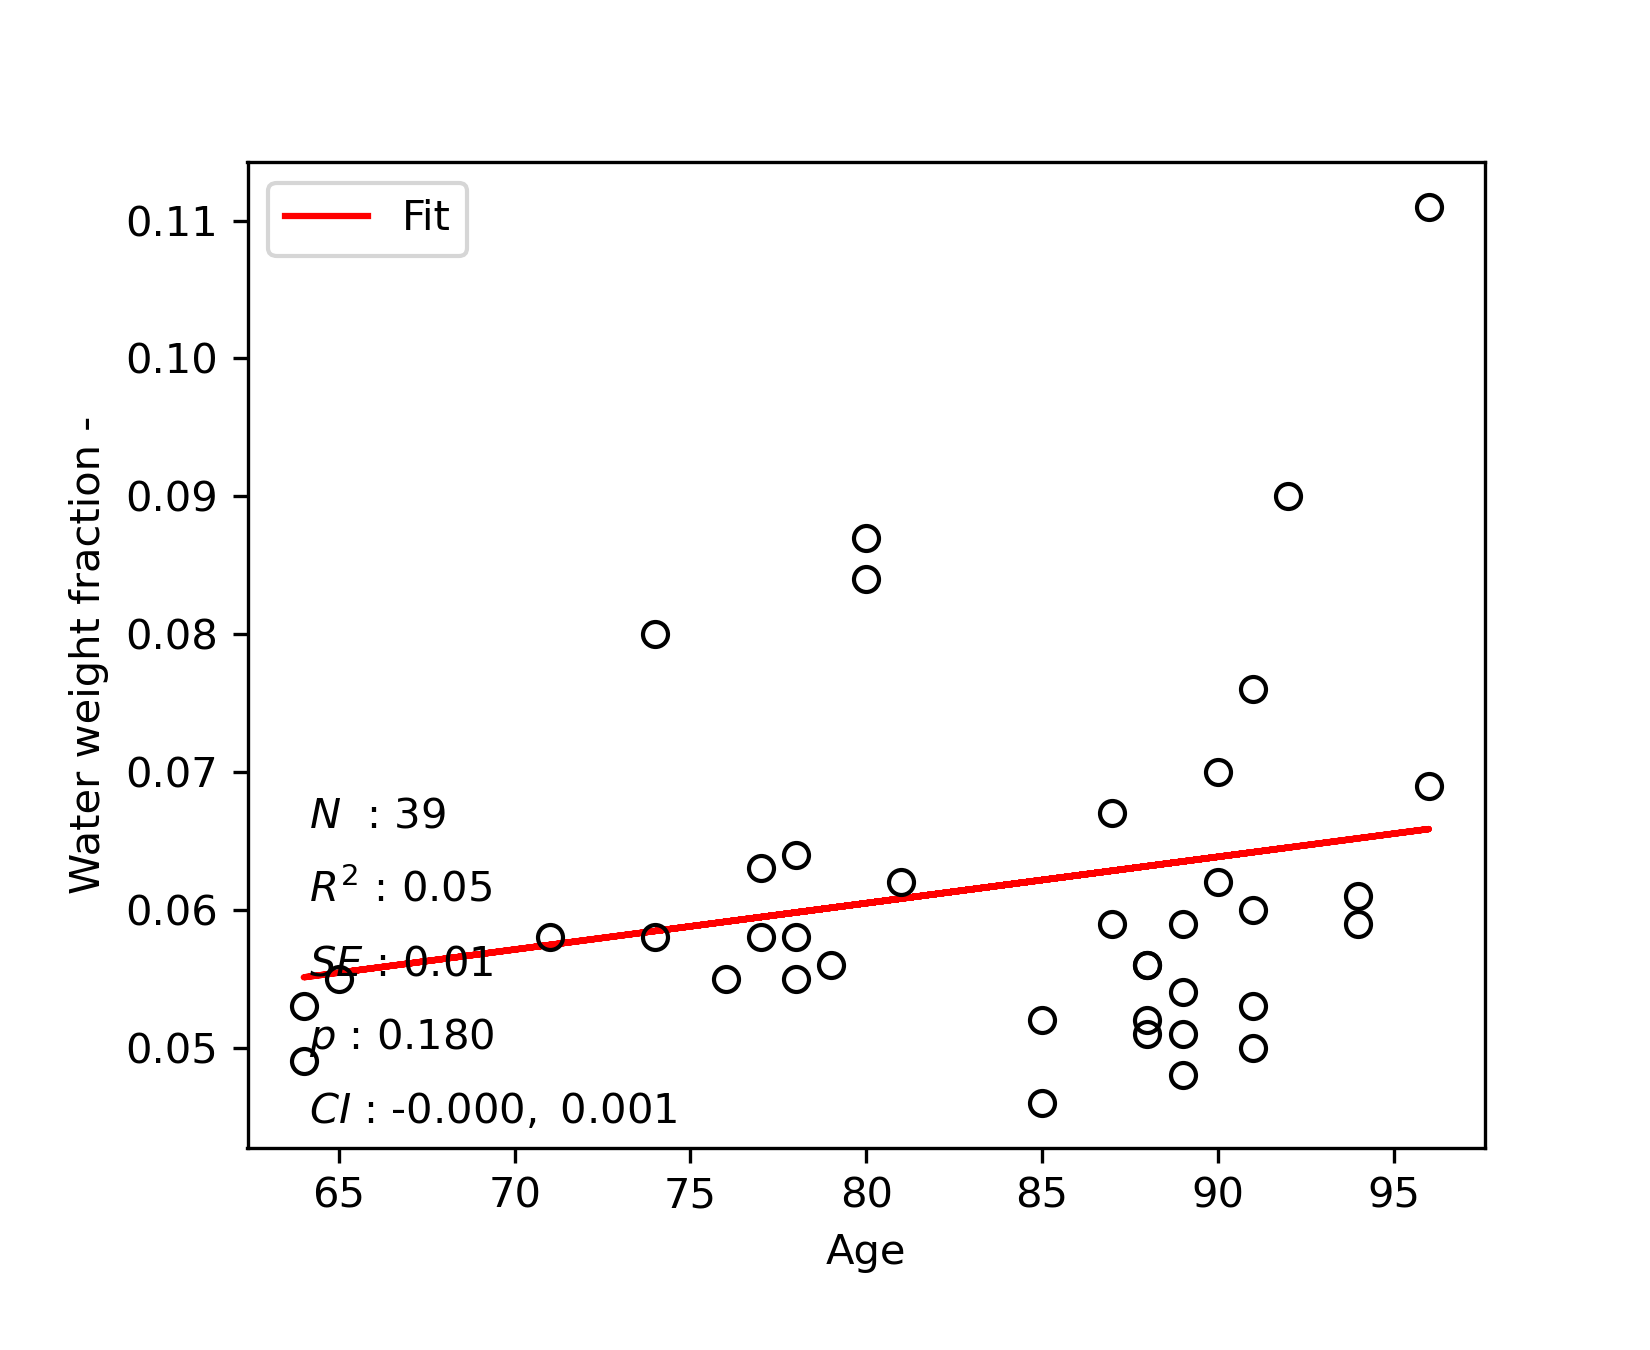 Fit
0.11
0.10
0.09
0.08
0.07
0.06
0.05
Water weight fraction -
N : 39
R² : 0.05
SE : 0.01
p : 0.180
CI : -0.000, 0.001
65 70 75 80 85 90 95
Age